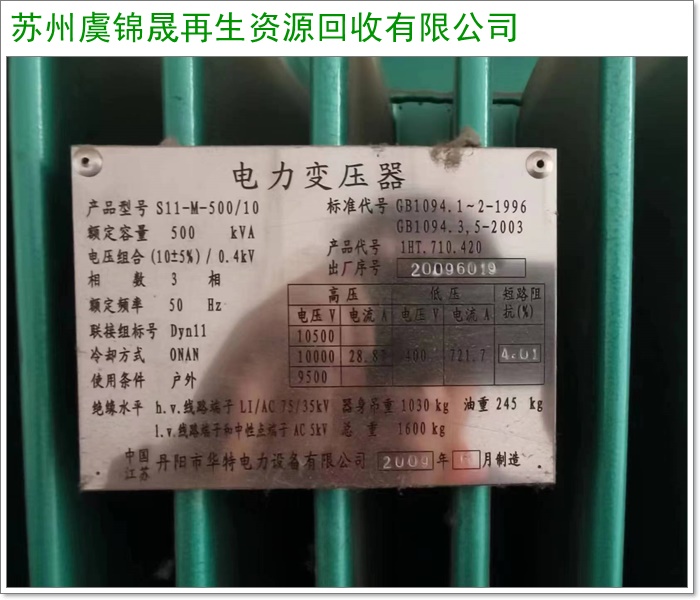 苏州虞锦晟再生资源回收有限公司
电力变压器
产品型号 S11-M-500/10 标准代号 GB1094.1~2-1996
额定容量 500 kVA GB1094.3,5-2003
电压组合 (10±5%)/0.4kV 产品代号 1HT.710.420
相 数 3 相 出厂序号 20096019
额定频率 50 Hz
联接组标号 Dyn11
冷却方式 ONAN
使用条件 户外
高压 低压 短路阻抗(%)
电压 V 电流 A 电压 V 电流 A
10500
10000 28.87 400 721.7 4.01
9500
绝缘水平 h.v.线路端子 LI/AC 75/35kV 器身吊重 1030 kg 油重 245 kg
l.v.线路端子和中性点端子 AC 5kV 总 重 1600kg
中国江苏 丹阳市华特电力设备有限公司 2009 年 月制造